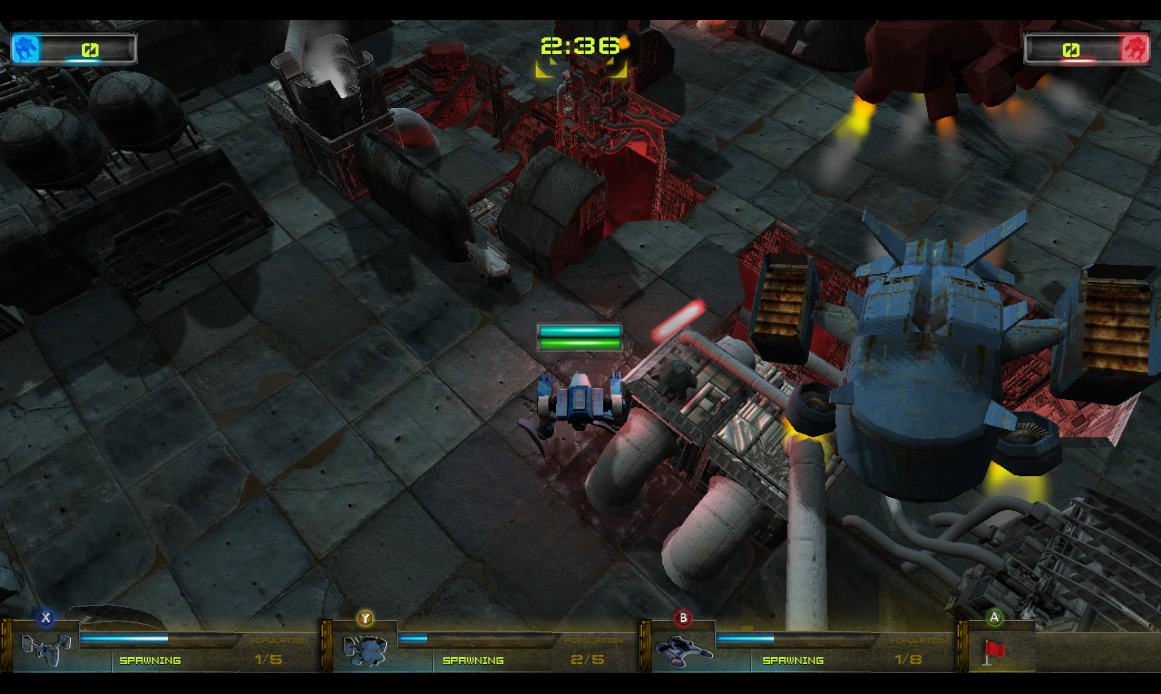 0
2:36
0
X
POPULATION
SPAWNING
1/5
Y
POPULATION
SPAWNING
2/5
B
POPULATION
SPAWNING
1/8
A